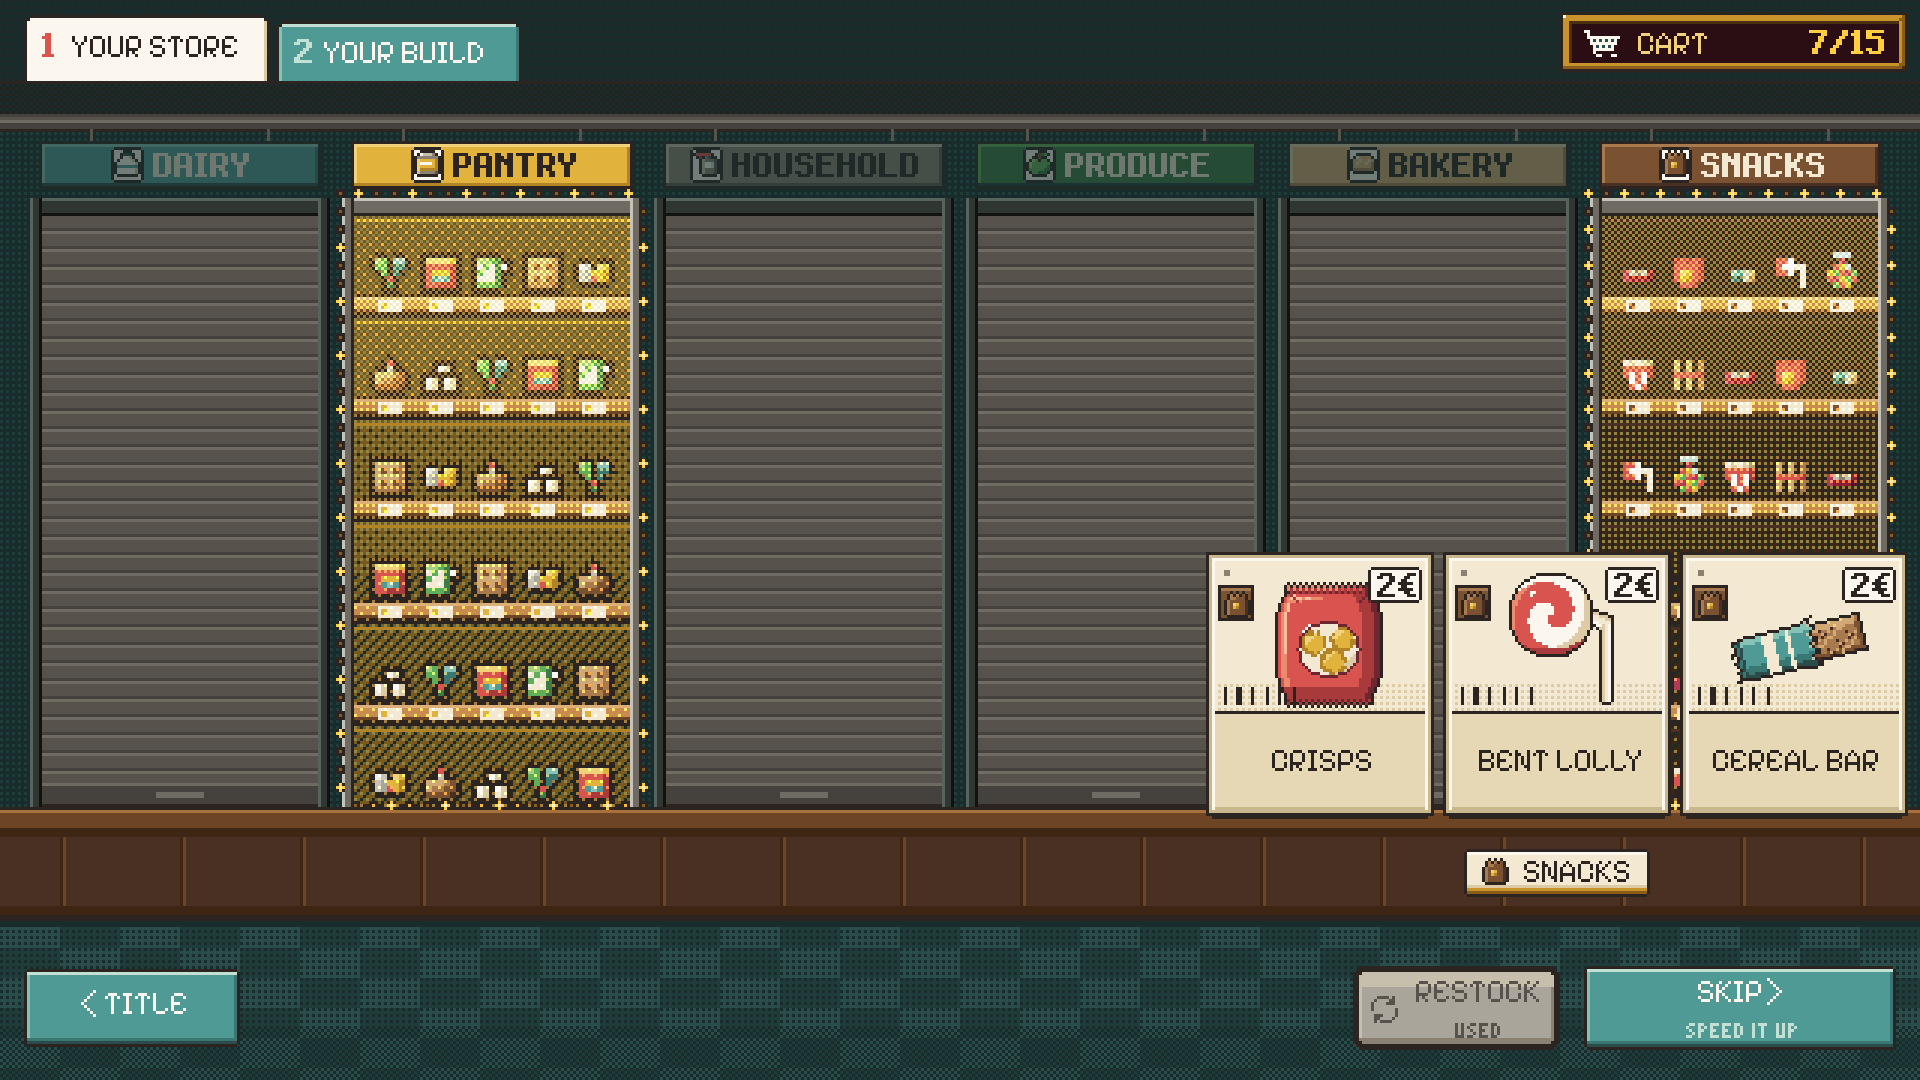 1 YOUR STORE
2 YOUR BUILD
CART 7/15
DAIRY
PANTRY
HOUSEHOLD
PRODUCE
BAKERY
SNACKS
2€
2€
2€
CRISPS
BENT LOLLY
CEREAL BAR
SNACKS
<TITLE
RESTOCK
USED
SKIP>
SPEED IT UP